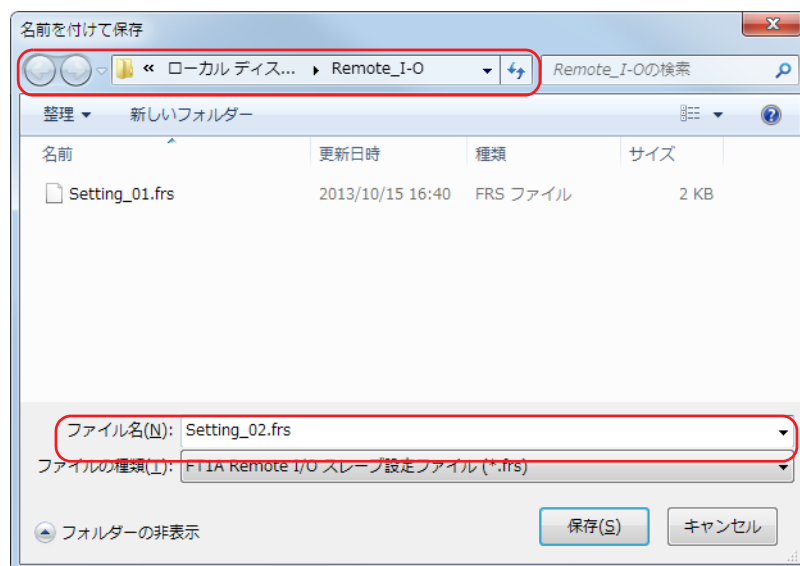 名前を付けて保存
« ローカル ディス... ▸ Remote_I-O Remote_I-Oの検索
整理 新しいフォルダー
名前 更新日時 種類 サイズ
Setting_01.frs 2013/10/15 16:40 FRS ファイル 2 KB
ファイル名(N): Setting_02.frs
ファイルの種類(T): FT1A Remote I/O スレーブ設定ファイル (*.frs)
フォルダーの非表示 保存(S) キャンセル